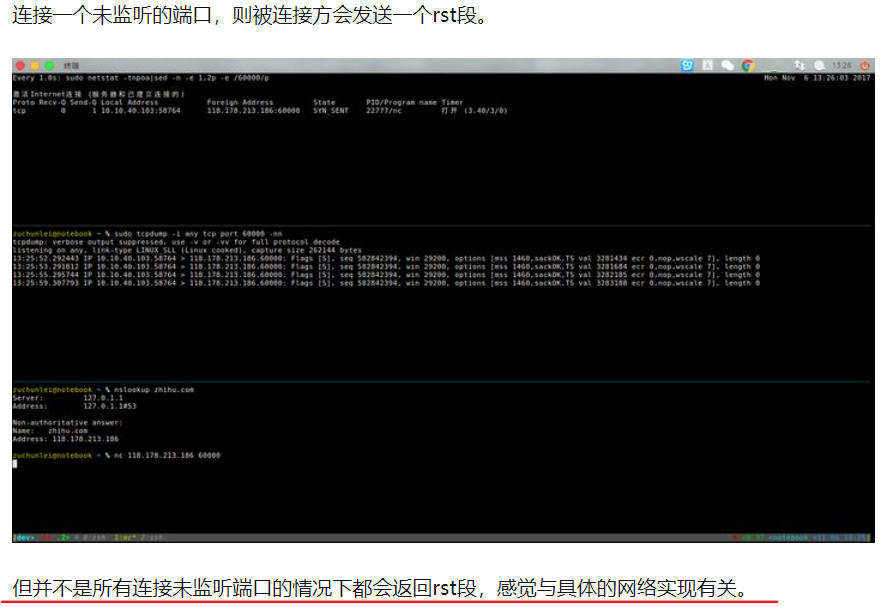 连接一个未监听的端口，则被连接方会发送一个rst段。
终端
13:26
Every 1.0s: sudo netstat -tnpoa|sed -n -e 1,2p -e /60000/p
Mon Nov 6 13:26:03 2017
激活Internet连接 (服务器和已建立连接的)
Proto Recv-Q Send-Q Local Address Foreign Address State PID/Program name Timer
tcp 0 1 10.10.40.103:58764 118.178.213.186:60000 SYN_SENT 22777/nc 打开 (3.40/3/0)
zuchunlei@notebook ~ % sudo tcpdump -i any tcp port 60000 -nn
tcpdump: verbose output suppressed, use -v or -vv for full protocol decode
listening on any, link-type LINUX_SLL (Linux cooked), capture size 262144 bytes
13:25:52.292443 IP 10.10.40.103.58764 > 118.178.213.186.60000: Flags [S], seq 582842394, win 29200, options [mss 1460,sackOK,TS val 3281434 ecr 0,nop,wscale 7], length 0
13:25:53.291812 IP 10.10.40.103.58764 > 118.178.213.186.60000: Flags [S], seq 582842394, win 29200, options [mss 1460,sackOK,TS val 3281684 ecr 0,nop,wscale 7], length 0
13:25:55.295744 IP 10.10.40.103.58764 > 118.178.213.186.60000: Flags [S], seq 582842394, win 29200, options [mss 1460,sackOK,TS val 3282185 ecr 0,nop,wscale 7], length 0
13:25:59.307793 IP 10.10.40.103.58764 > 118.178.213.186.60000: Flags [S], seq 582842394, win 29200, options [mss 1460,sackOK,TS val 3283188 ecr 0,nop,wscale 7], length 0
zuchunlei@notebook ~ % nslookup zhihu.com
Server: 127.0.1.1
Address: 127.0.1.1#53
Non-authoritative answer:
Name: zhihu.com
Address: 118.178.213.186
zuchunlei@notebook ~ % nc 118.178.213.186 60000
[dev>
但并不是所有连接未监听端口的情况下都会返回rst段，感觉与具体的网络实现有关。